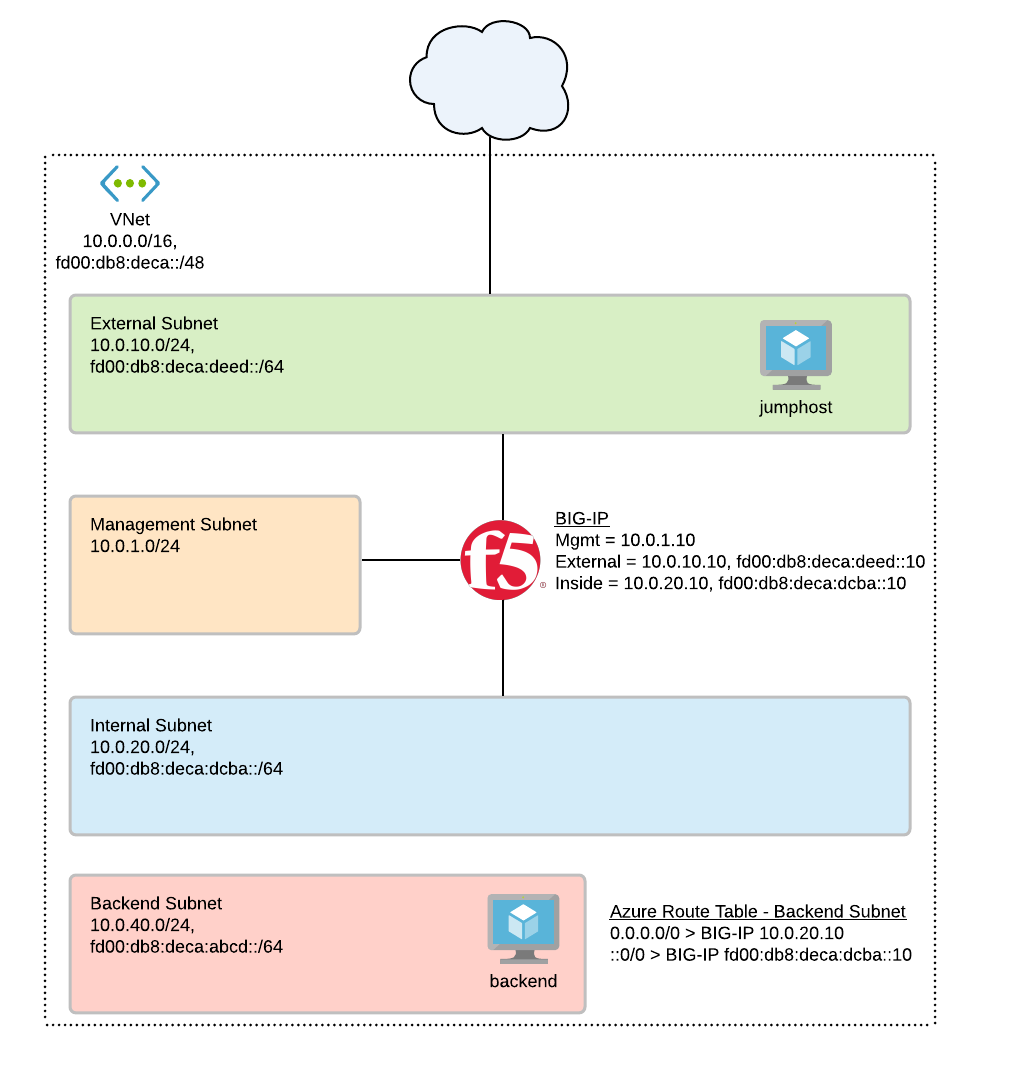 VNet
10.0.0.0/16,
fd00:db8:deca::/48
External Subnet
10.0.10.0/24,
fd00:db8:deca:deed::/64
jumphost
Management Subnet
10.0.1.0/24
f5®
BIG-IP
Mgmt = 10.0.1.10
External = 10.0.10.10, fd00:db8:deca:deed::10
Inside = 10.0.20.10, fd00:db8:deca:dcba::10
Internal Subnet
10.0.20.0/24,
fd00:db8:deca:dcba::/64
Backend Subnet
10.0.40.0/24,
fd00:db8:deca:abcd::/64
backend
Azure Route Table - Backend Subnet
0.0.0.0/0 > BIG-IP 10.0.20.10
::0/0 > BIG-IP fd00:db8:deca:dcba::10